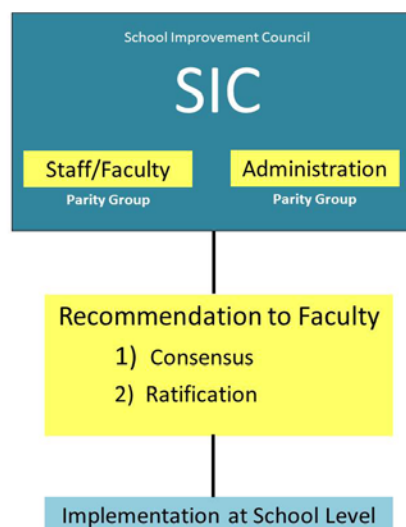 School Improvement Council
SIC
Staff/Faculty Administration
Parity Group Parity Group
Recommendation to Faculty
1) Consensus
2) Ratification
Implementation at School Level